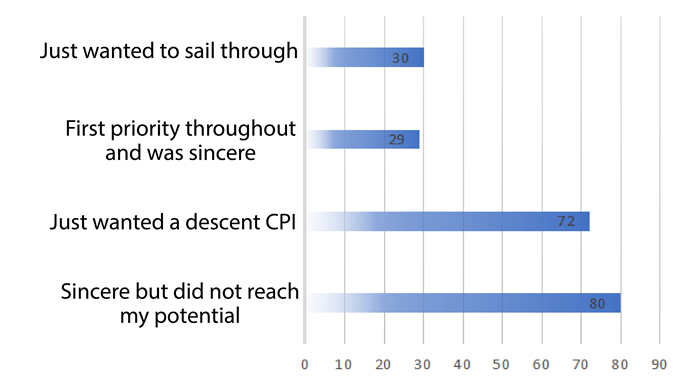 Just wanted to sail through
30
First priority throughout
and was sincere
29
Just wanted a descent CPI
72
Sincere but did not reach
my potential
80
0 10 20 30 40 50 60 70 80 90